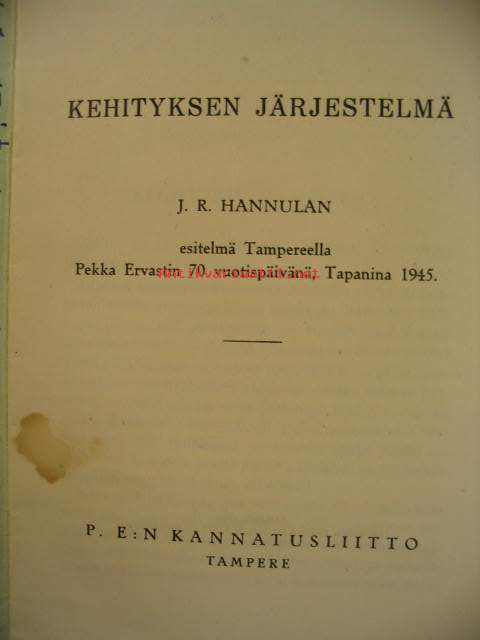 KEHITYKSEN JÄRJESTELMÄ
J. R. HANNULAN
esitelmä Tampereella
Pekka Ervastin 70. vuotispäivänä, Tapanina 1945.
P. E:N KANNATUSLIITTO
TAMPERE